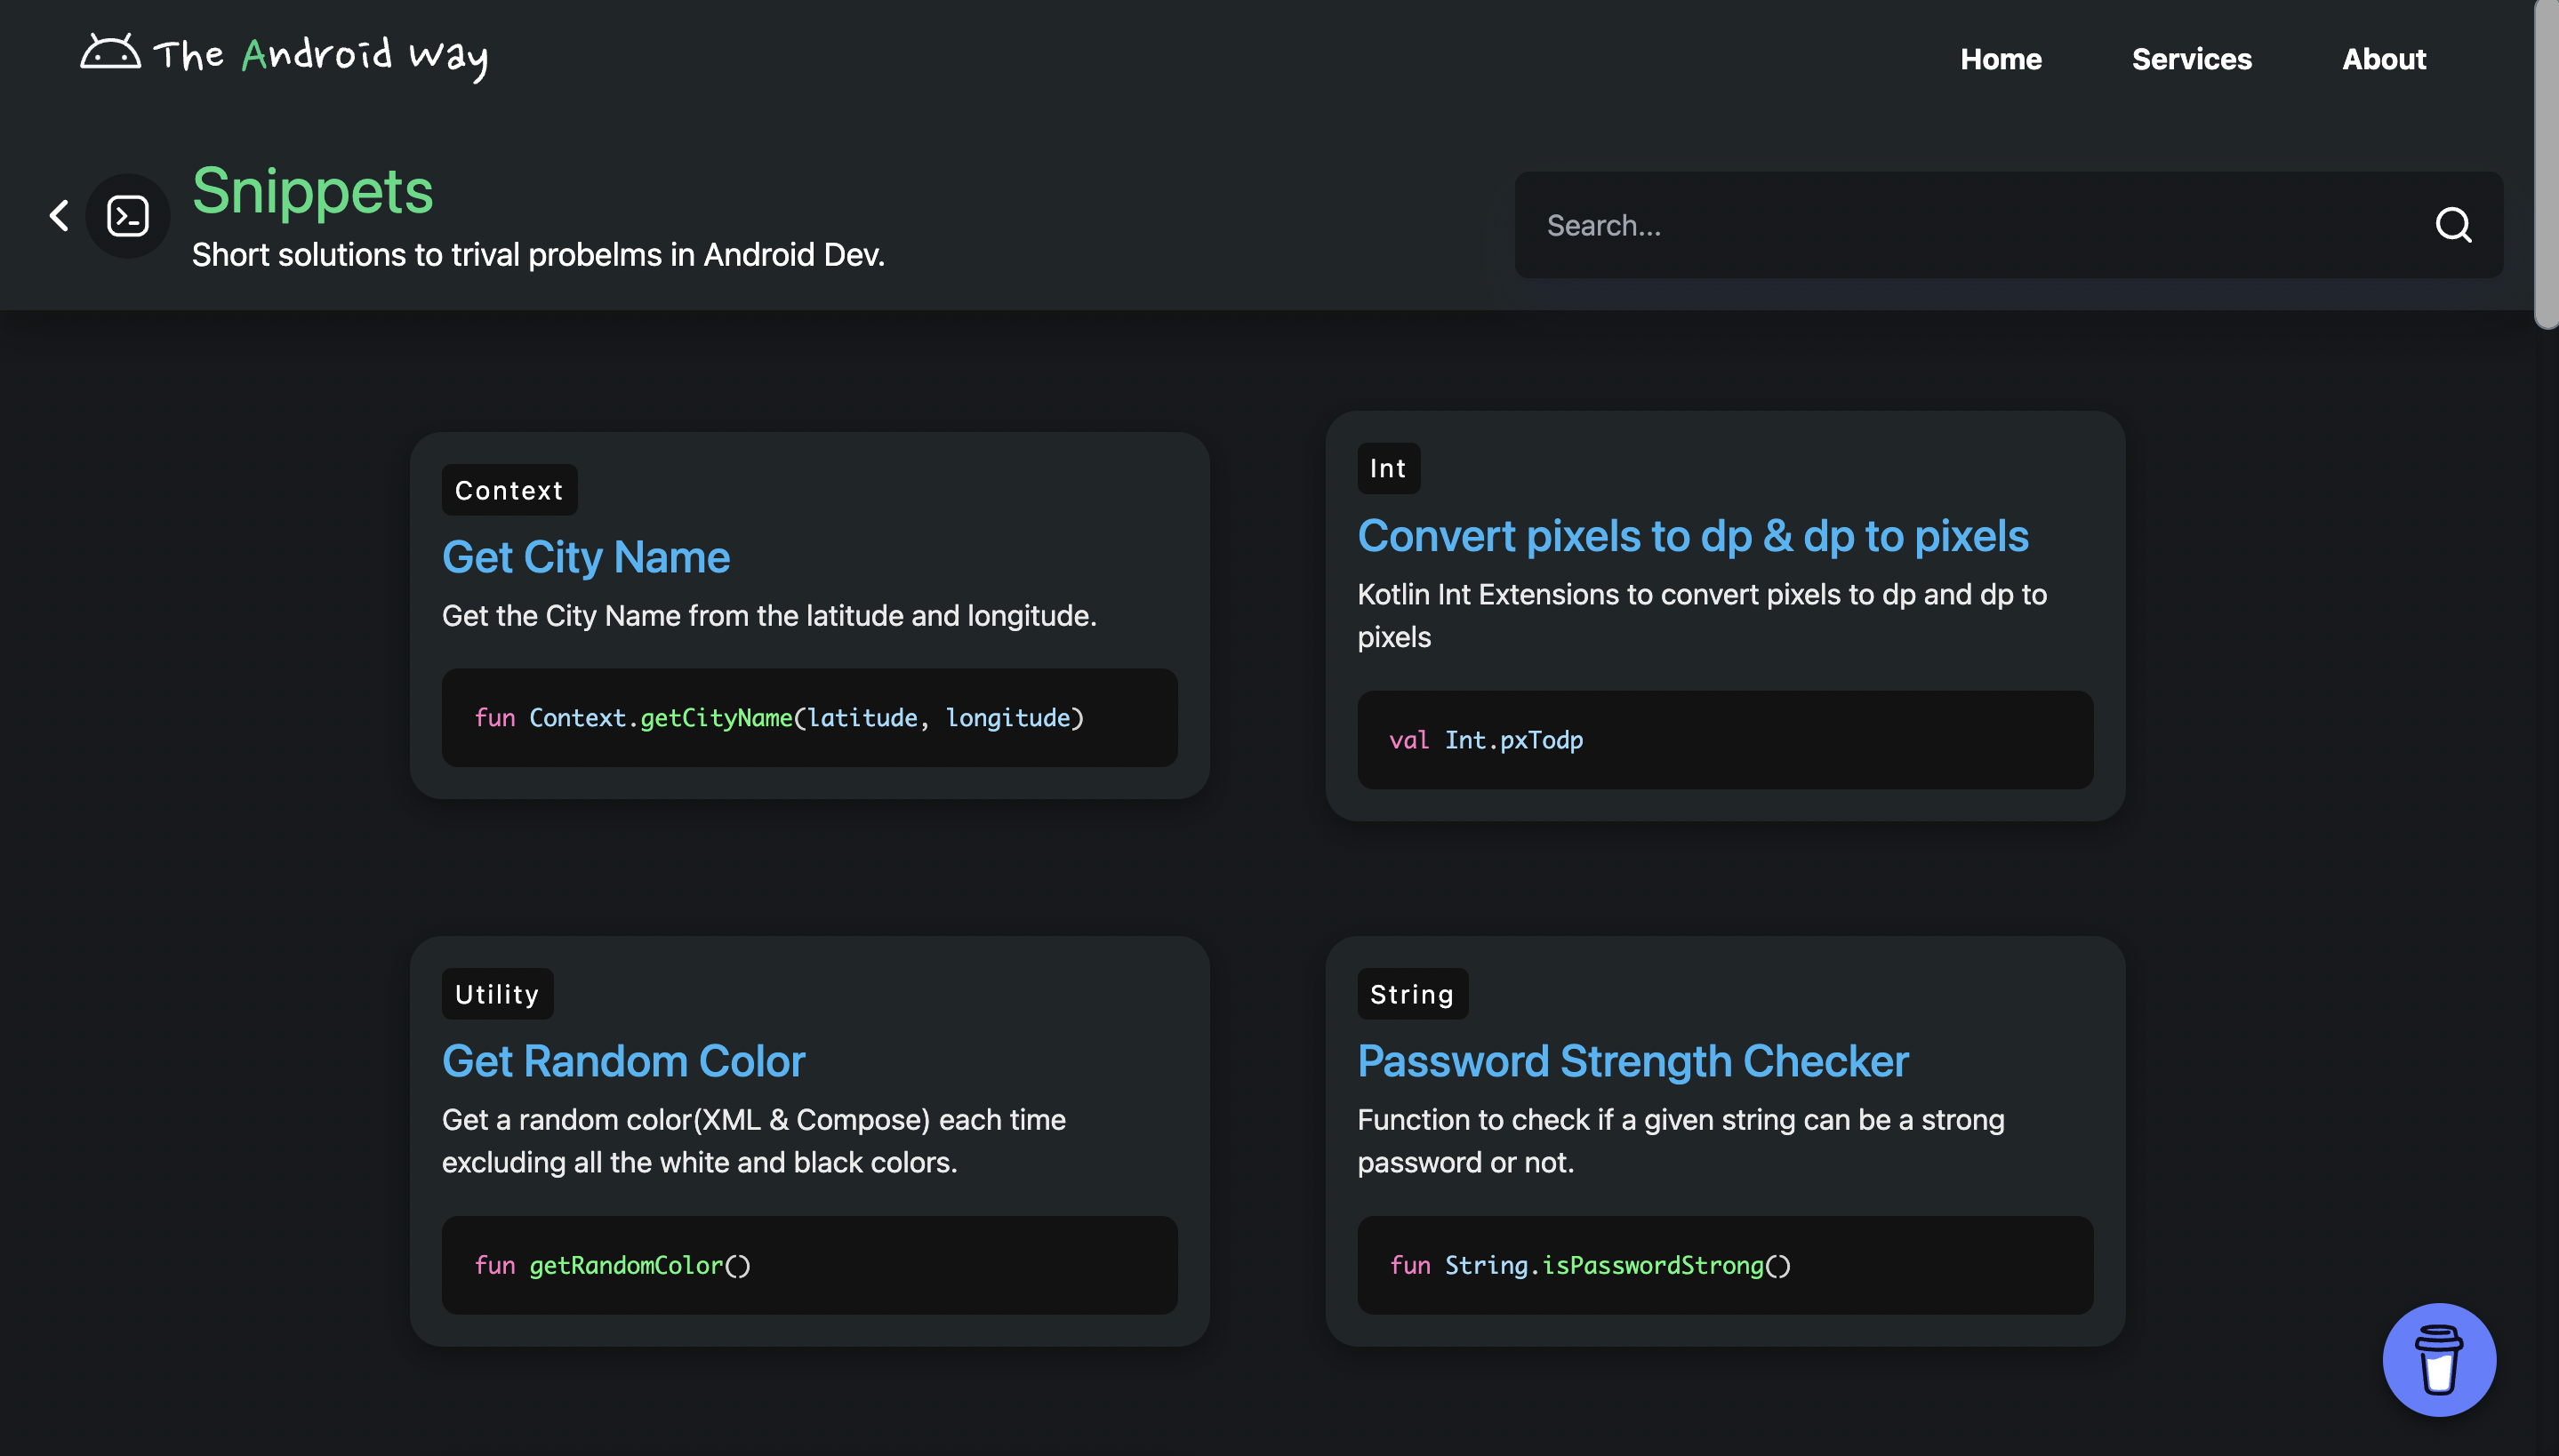 The Android Way
Home
Services
About
Snippets
Short solutions to trival probelms in Android Dev.
Search...
Context
Get City Name
Get the City Name from the latitude and longitude.
fun Context.getCityName(latitude, longitude)
Int
Convert pixels to dp & dp to pixels
Kotlin Int Extensions to convert pixels to dp and dp to
pixels
val Int.pxTodp
Utility
Get Random Color
Get a random color(XML & Compose) each time
excluding all the white and black colors.
fun getRandomColor()
String
Password Strength Checker
Function to check if a given string can be a strong
password or not.
fun String.isPasswordStrong()